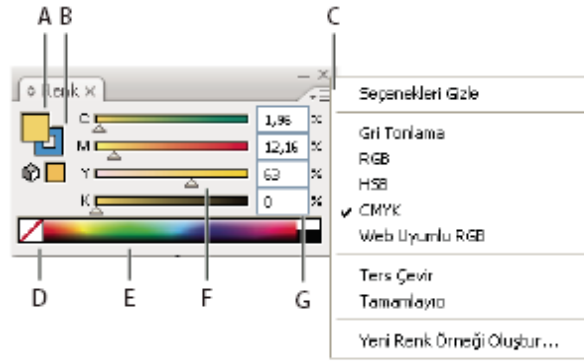 A B C
Renk
Seçenekleri Gizle
C 1,96 %
M 12,16 %
Y 63 %
K 0 %
Gri Tonlama
RGB
HSB
CMYK
Web Uyumlu RGB
Ters Çevir
Tamamlayıcı
Yeni Renk Örneği Oluştur...
D E F G